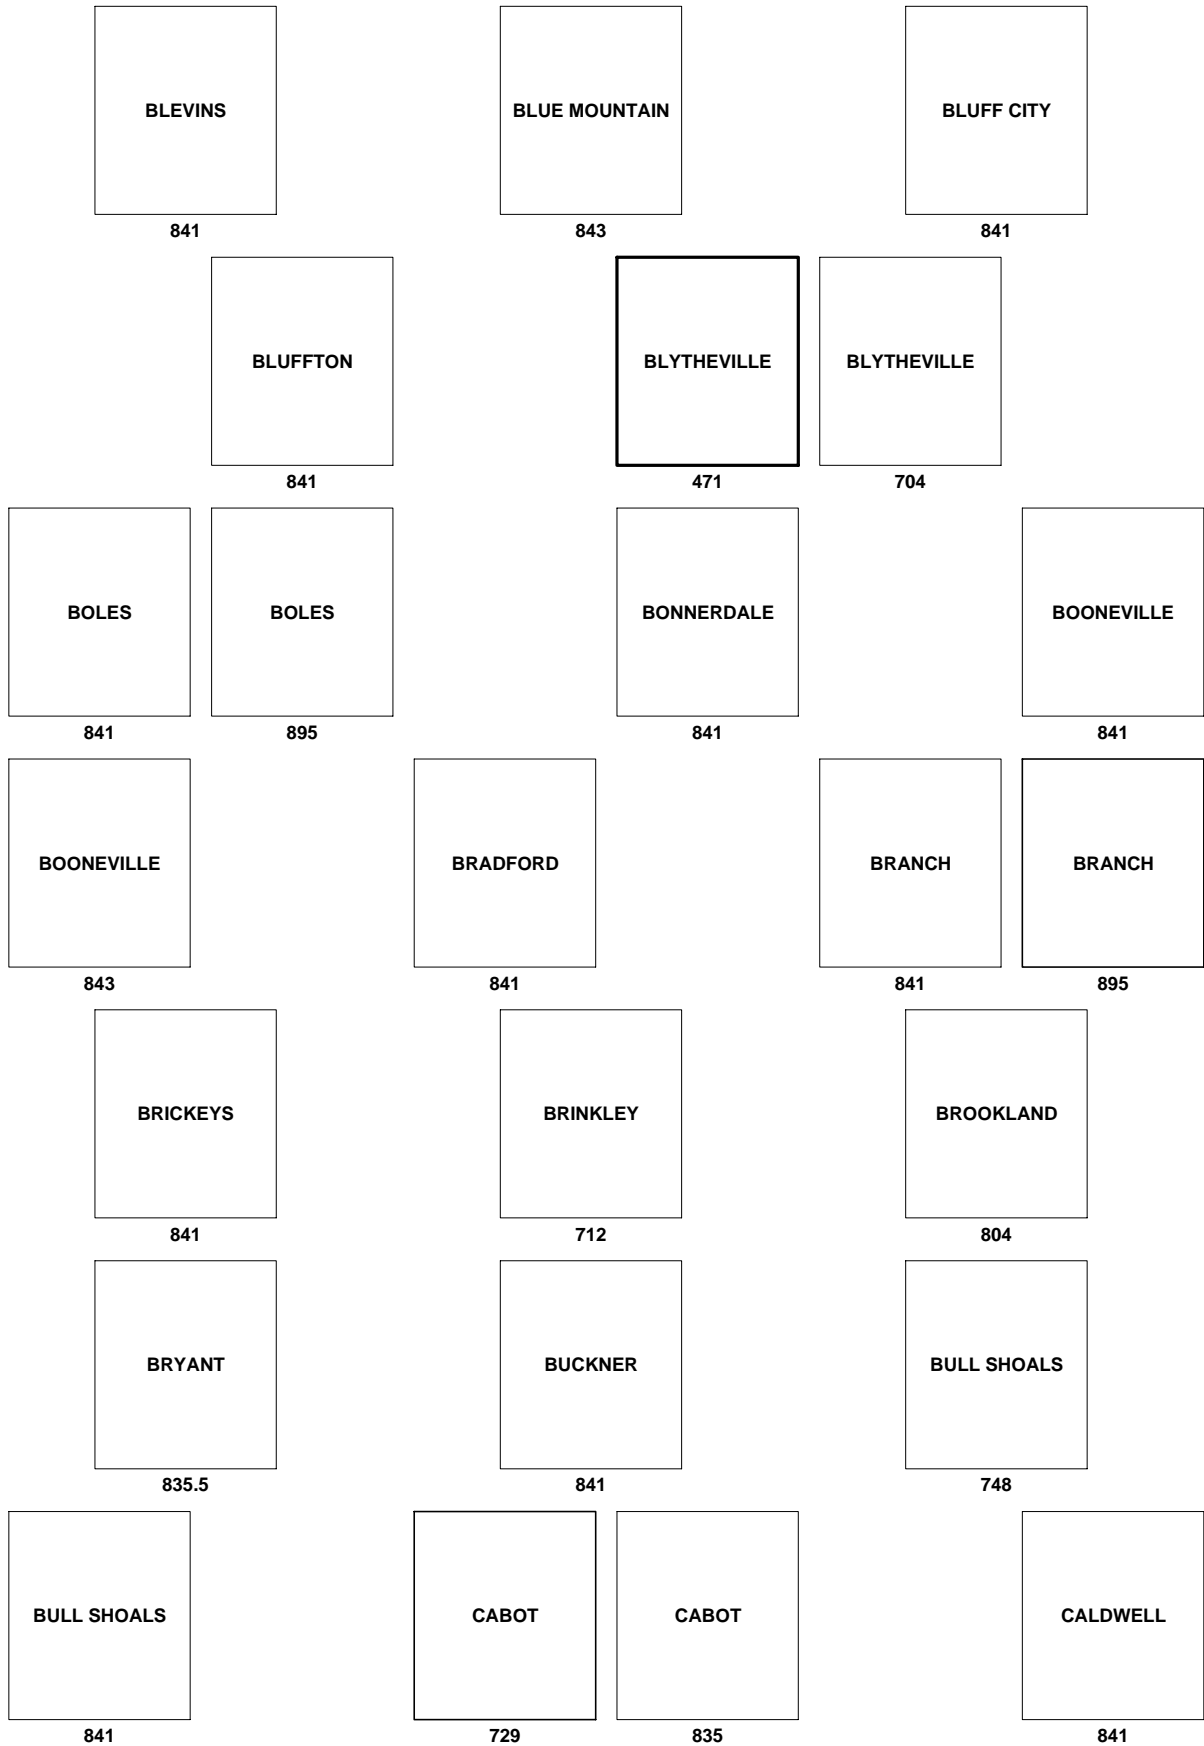 BLEVINS BLUE MOUNTAIN BLUFF CITY
841 843 841
BLUFFTON BLYTHEVILLE BLYTHEVILLE
841 471 704
BOLES BOLES BONNERDALE BOONEVILLE
841 895 841 841
BOONEVILLE BRADFORD BRANCH BRANCH
843 841 841 895
BRICKEYS BRINKLEY BROOKLAND
841 712 804
BRYANT BUCKNER BULL SHOALS
835.5 841 748
BULL SHOALS CABOT CABOT CALDWELL
841 729 835 841